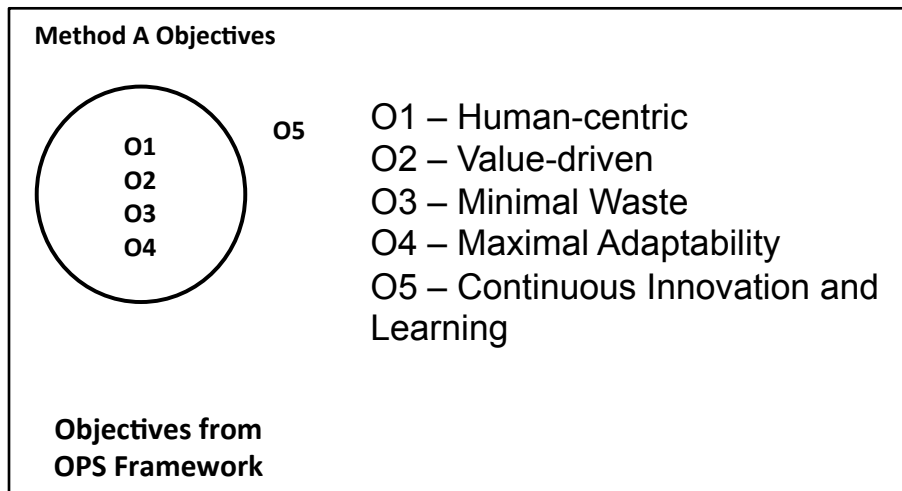 Method A Objectives
O1
O2
O3
O4
O5
O1 – Human-centric
O2 – Value-driven
O3 – Minimal Waste
O4 – Maximal Adaptability
O5 – Continuous Innovation and
Learning
Objectives from
OPS Framework